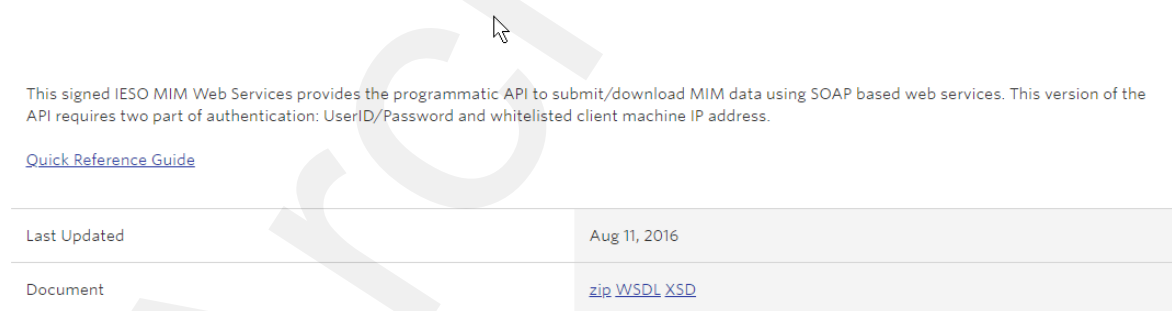 This signed IESO MIM Web Services provides the programmatic API to submit/download MIM data using SOAP based web services. This version of the
API requires two part of authentication: UserID/Password and whitelisted client machine IP address.
Quick Reference Guide
Last Updated Aug 11, 2016
Document zip WSDL XSD